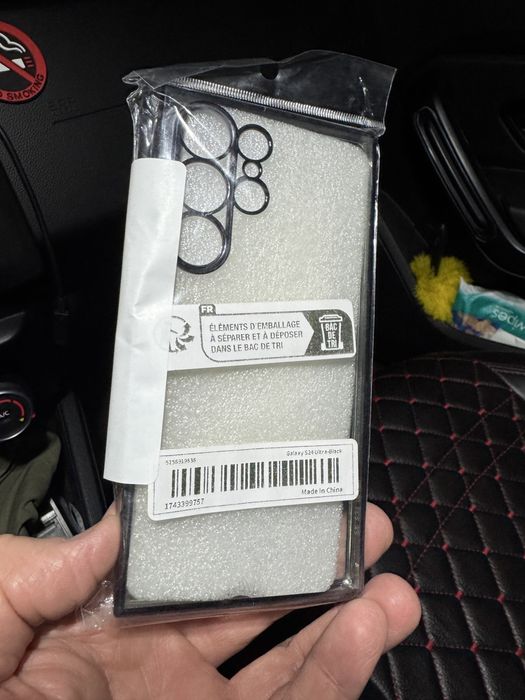 SMOKING
FR
ÉLÉMENTS D'EMBALLAGE
À SÉPARER ET À DÉPOSER
DANS LE BAC DE TRI
BAC
DE
TRI
Galaxy S24 Ultra-Black
Made in China
1743399757
wipes